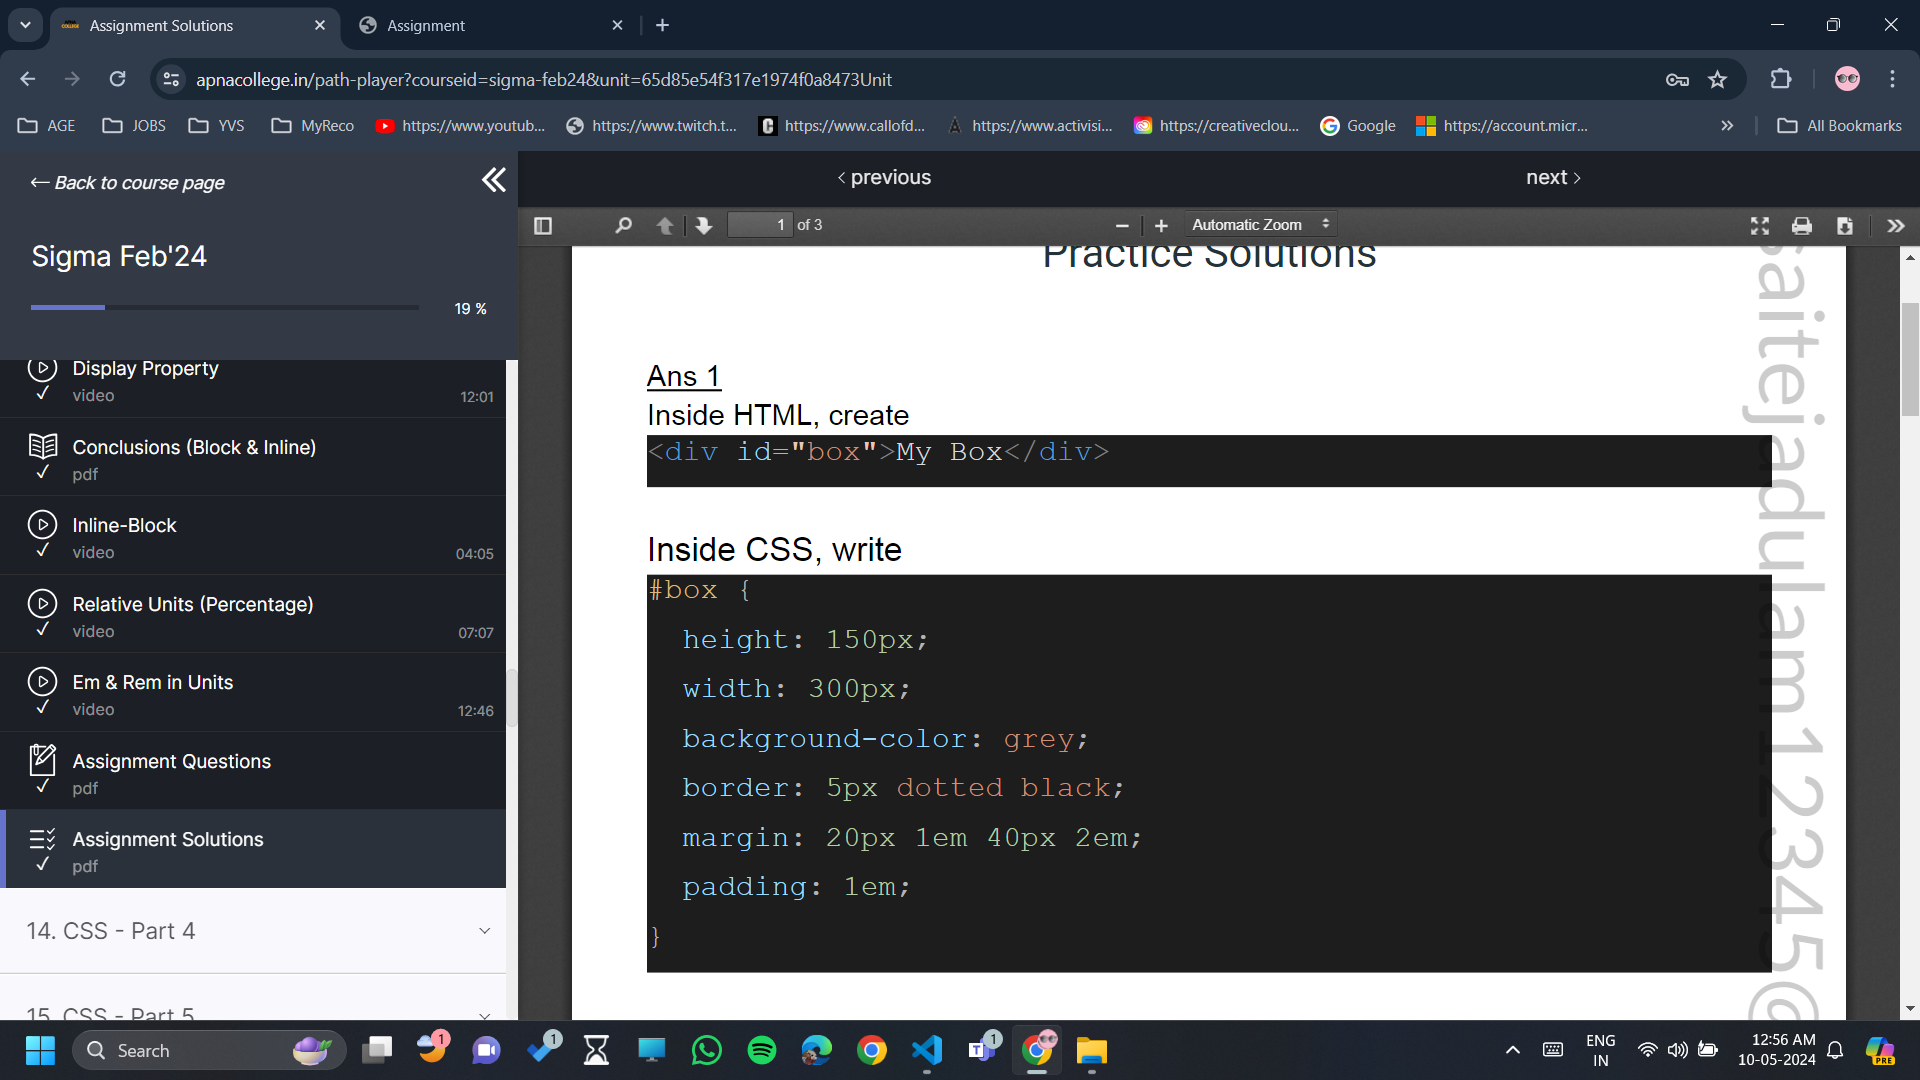 Assignment Solutions
Assignment
apnacollege.in/path-player?courseid=sigma-feb24&unit=65d85e54f317e1974f0a8473Unit
AGE
JOBS
YVS
MyReco
https://www.youtub...
https://www.twitch.t...
https://www.callofd...
https://www.activisi...
https://creativeclou...
Google
https://account.micr...
All Bookmarks
← Back to course page
Sigma Feb'24
19 %
Display Property
video 12:01
Conclusions (Block & Inline)
pdf
Inline-Block
video 04:05
Relative Units (Percentage)
video 07:07
Em & Rem in Units
video 12:46
Assignment Questions
pdf
Assignment Solutions
pdf
14. CSS - Part 4
15. CSS - Part 5
‹ previous
next ›
1 of 3
Automatic Zoom
Practice Solutions
Ans 1
Inside HTML, create
<div id="box">My Box</div>
Inside CSS, write
#box {
height: 150px;
width: 300px;
background-color: grey;
border: 5px dotted black;
margin: 20px 1em 40px 2em;
padding: 1em;
}
saitejadulam12345@
Search
1
1
1
ENG
IN
12:56 AM
10-05-2024
PRE